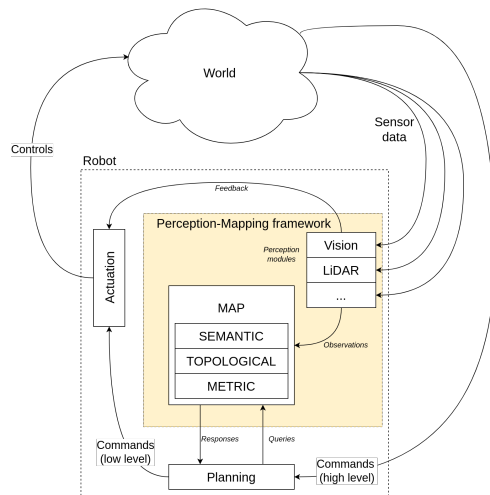 World
Sensor
data
Controls
Robot
Feedback
Perception-Mapping framework
Perception
modules
Vision
LiDAR
...
Actuation
MAP
SEMANTIC
TOPOLOGICAL
METRIC
Observations
Responses
Queries
Commands
(low level)
Planning
Commands
(high level)